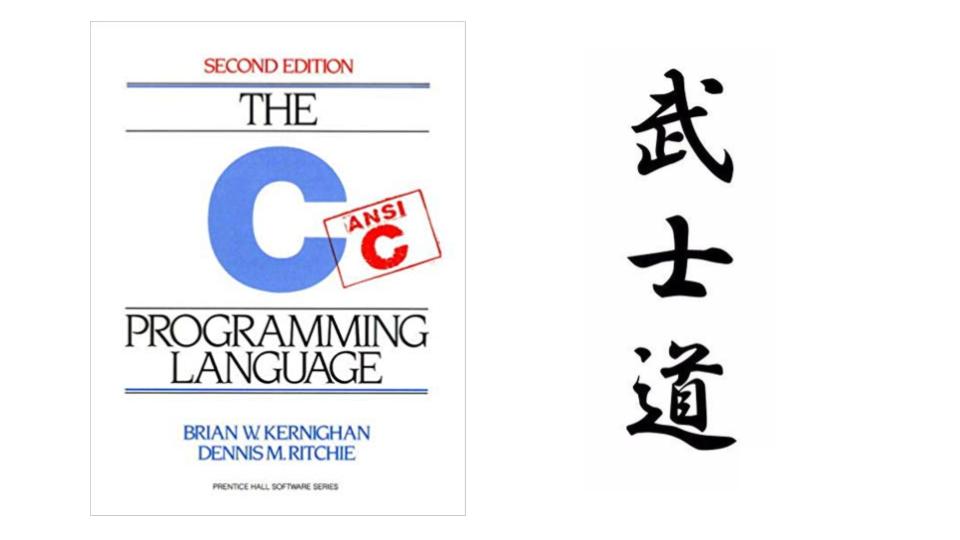 SECOND EDITION
THE
C
ANSI
C
PROGRAMMING
LANGUAGE
BRIAN W. KERNIGHAN
DENNIS M. RITCHIE
PRENTICE HALL SOFTWARE SERIES
武
士
道